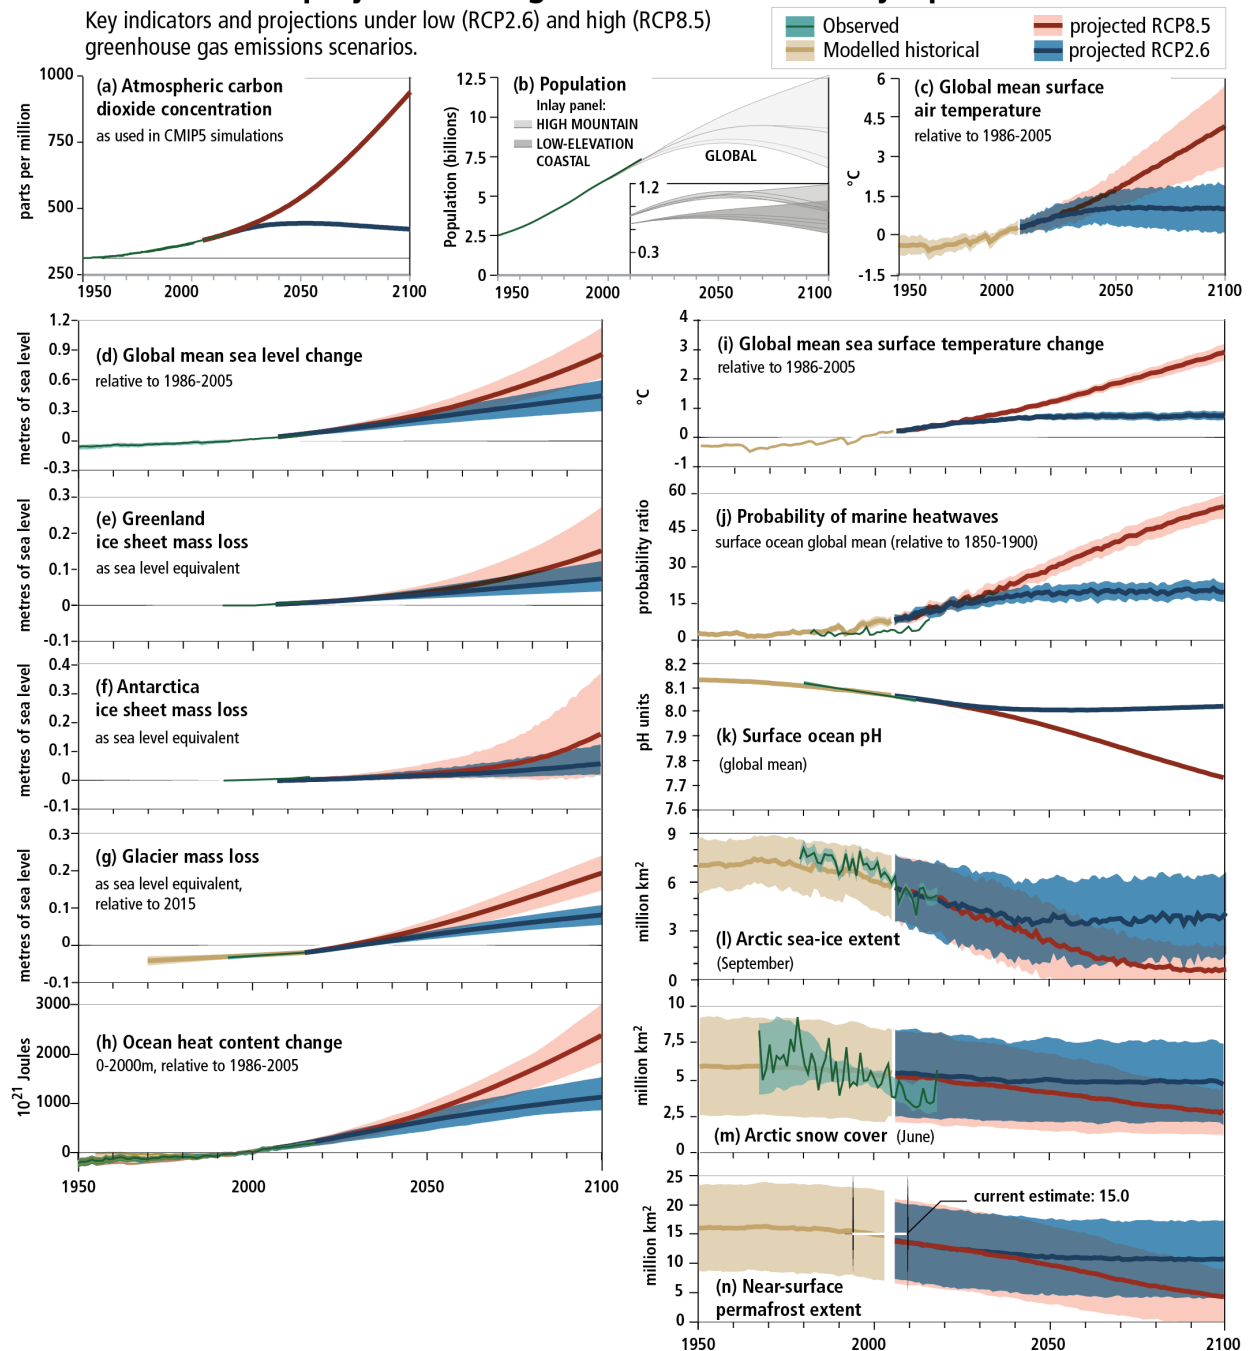 Key indicators and projections under low (RCP2.6) and high (RCP8.5)
greenhouse gas emissions scenarios.
Observed
Modelled historical
projected RCP8.5
projected RCP2.6
(a) Atmospheric carbon
dioxide concentration
as used in CMIP5 simulations
parts per million
1000
750
500
250
1950 2000 2050 2100
(b) Population
Inlay panel:
HIGH MOUNTAIN
LOW-ELEVATION
COASTAL
GLOBAL
Population (billions)
12.5
10
7.5
5
2.5
0
1.2
0.3
1950 2000 2050 2100
(c) Global mean surface
air temperature
relative to 1986-2005
°C
6
4.5
3
1.5
0
-1.5
1950 2000 2050 2100
(d) Global mean sea level change
relative to 1986-2005
metres of sea level
1.2
0.9
0.6
0.3
0
-0.3
(e) Greenland
ice sheet mass loss
as sea level equivalent
metres of sea level
0.3
0.2
0.1
0
-0.1
(f) Antarctica
ice sheet mass loss
as sea level equivalent
metres of sea level
0.4
0.3
0.2
0.1
0
-0.1
(g) Glacier mass loss
as sea level equivalent,
relative to 2015
metres of sea level
0.3
0.2
0.1
0
-0.1
(h) Ocean heat content change
0-2000m, relative to 1986-2005
10²¹ Joules
3000
2000
1000
0
1950 2000 2050 2100
(i) Global mean sea surface temperature change
relative to 1986-2005
°C
4
3
2
1
0
-1
(j) Probability of marine heatwaves
surface ocean global mean (relative to 1850-1900)
probability ratio
60
45
30
15
0
(k) Surface ocean pH
(global mean)
pH units
8.2
8.1
8.0
7.9
7.8
7.7
7.6
(l) Arctic sea-ice extent
(September)
million km²
9
6
3
0
(m) Arctic snow cover (June)
million km²
10
7.5
5
2,5
0
(n) Near-surface
permafrost extent
current estimate: 15.0
million km²
25
20
15
10
5
0
1950 2000 2050 2100